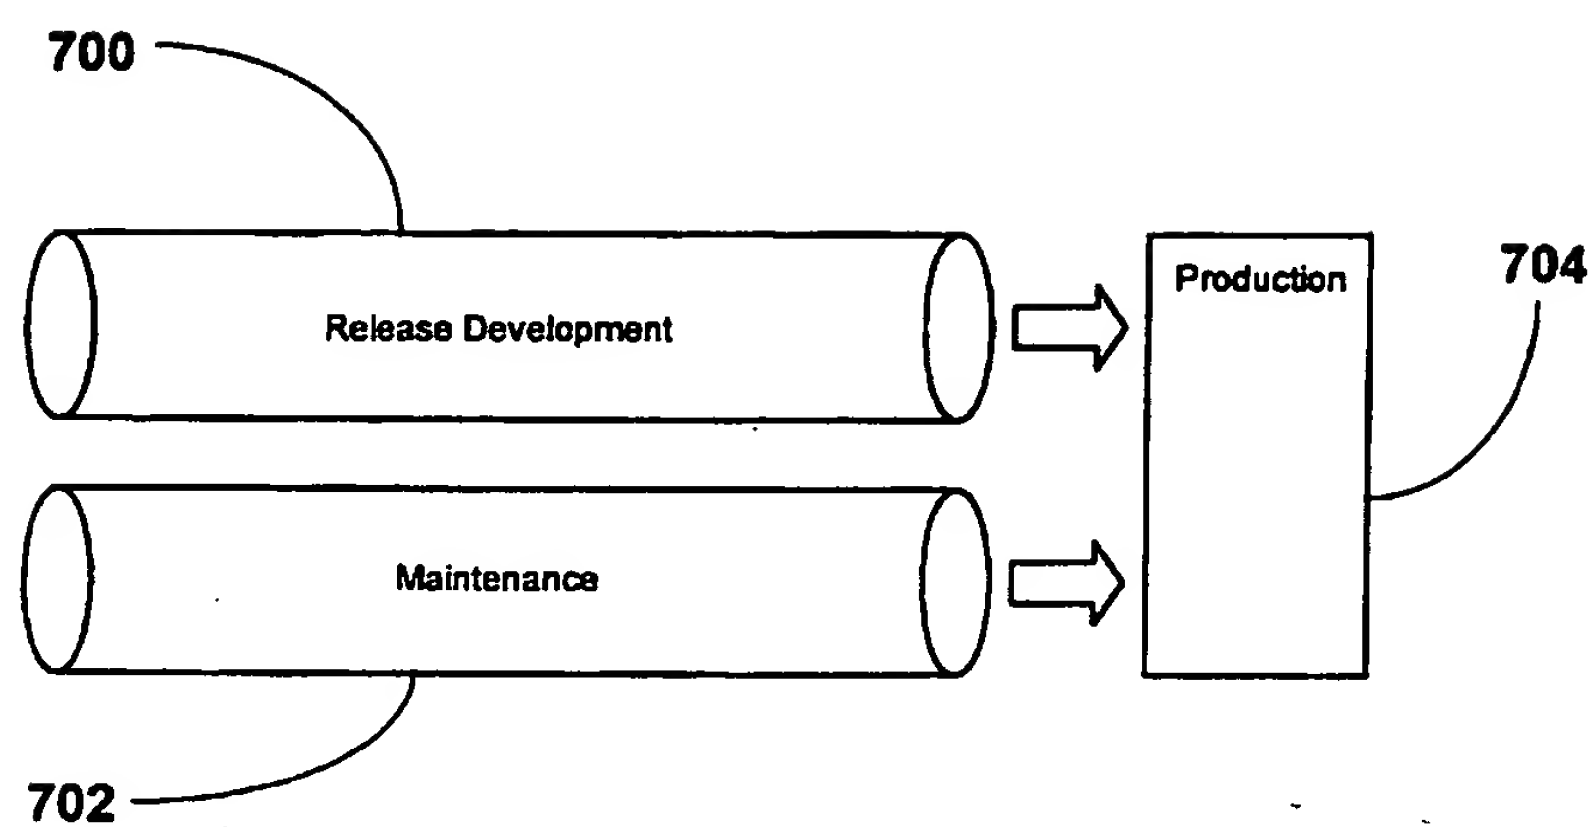 700
Production
704
Release Development
Maintenance
702